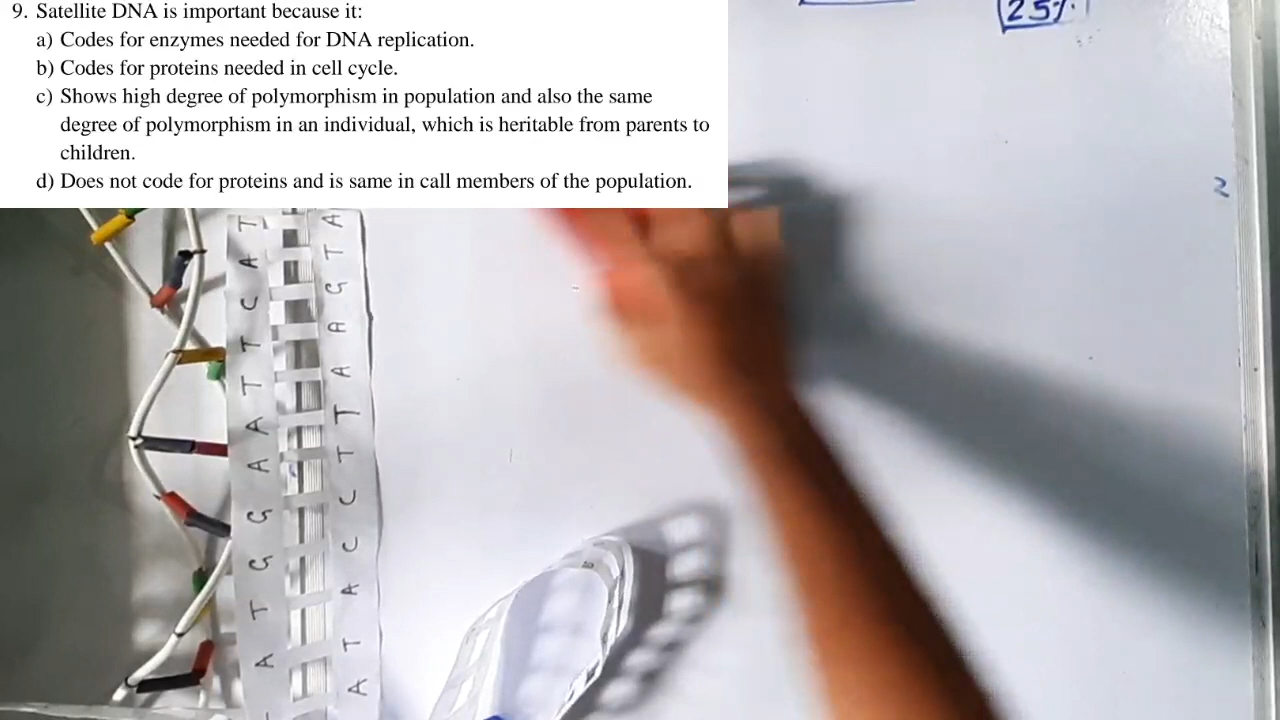 9. Satellite DNA is important because it:
a) Codes for enzymes needed for DNA replication.
b) Codes for proteins needed in cell cycle.
c) Shows high degree of polymorphism in population and also the same
degree of polymorphism in an individual, which is heritable from parents to
children.
d) Does not code for proteins and is same in call members of the population.
25%
2
T A C T T A A G G T A
A T G A A T T C C A T A